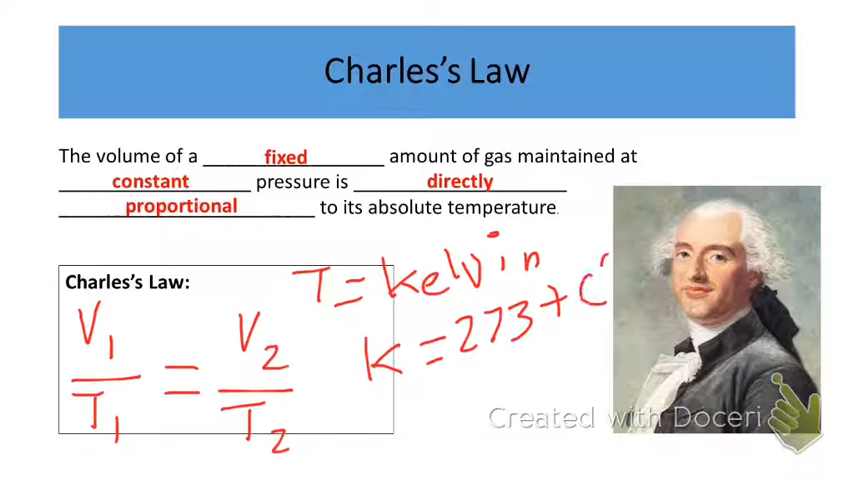 Charles's Law
The volume of a fixed amount of gas maintained at
constant pressure is directly
proportional to its absolute temperature.
Charles's Law:
T = Kelvin
K = 273 + C°
V1/T1 = V2/T2
Created with Doceri